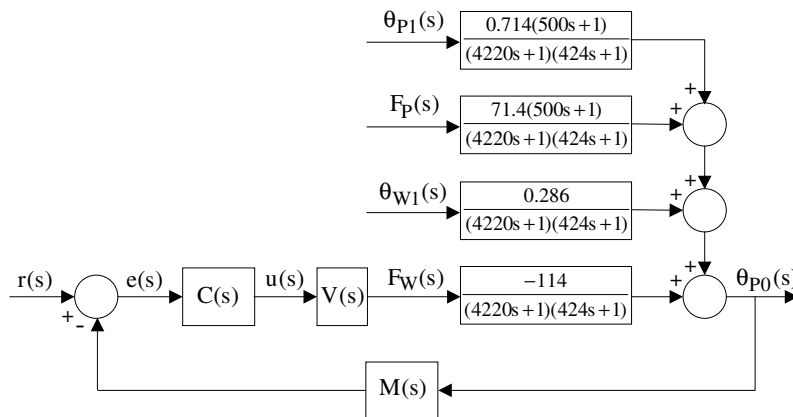 θP1(s)
0.714(500s+1)
(4220s+1)(424s+1)
+
FP(s)
71.4(500s+1)
(4220s+1)(424s+1)
+
+
θW1(s)
0.286
(4220s+1)(424s+1)
+
+
r(s)
+
-
e(s)
C(s)
u(s)
V(s)
FW(s)
−114
(4220s+1)(424s+1)
+
+
θP0(s)
M(s)